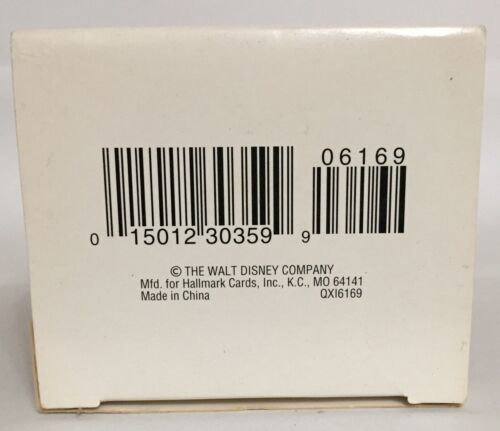 06169
0 15012 30359 9
© THE WALT DISNEY COMPANY
Mfd. for Hallmark Cards, Inc., K.C., MO 64141
Made in China QXI6169